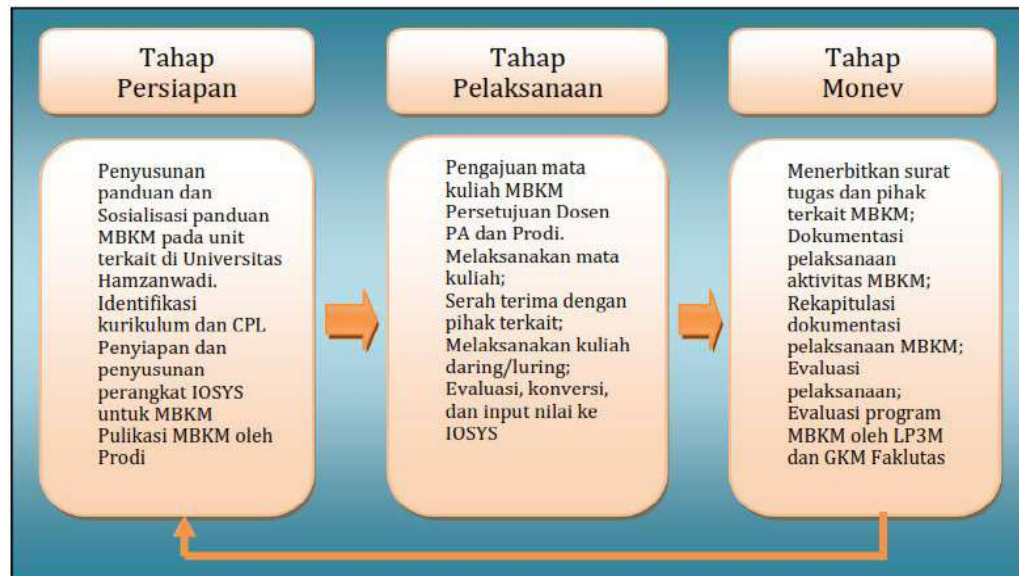 Tahap
Persiapan
Penyusunan
panduan dan
Sosialisasi panduan
MBKM pada unit
terkait di Universitas
Hamzanwadi.
Identifikasi
kurikulum dan CPL
Penyiapan dan
penyusunan
perangkat IOSYS
untuk MBKM
Pulikasi MBKM oleh
Prodi
Tahap
Pelaksanaan
Pengajuan mata
kuliah MBKM
Persetujuan Dosen
PA dan Prodi.
Melaksanakan mata
kuliah;
Serah terima dengan
pihak terkait;
Melaksanakan kuliah
daring/luring;
Evaluasi, konversi,
dan input nilai ke
IOSYS
Tahap
Monev
Menerbitkan surat
tugas dan pihak
terkait MBKM;
Dokumentasi
pelaksanaan
aktivitas MBKM;
Rekapitulasi
dokumentasi
pelaksanaan MBKM;
Evaluasi
pelaksanaan;
Evaluasi program
MBKM oleh LP3M
dan GKM Faklutas